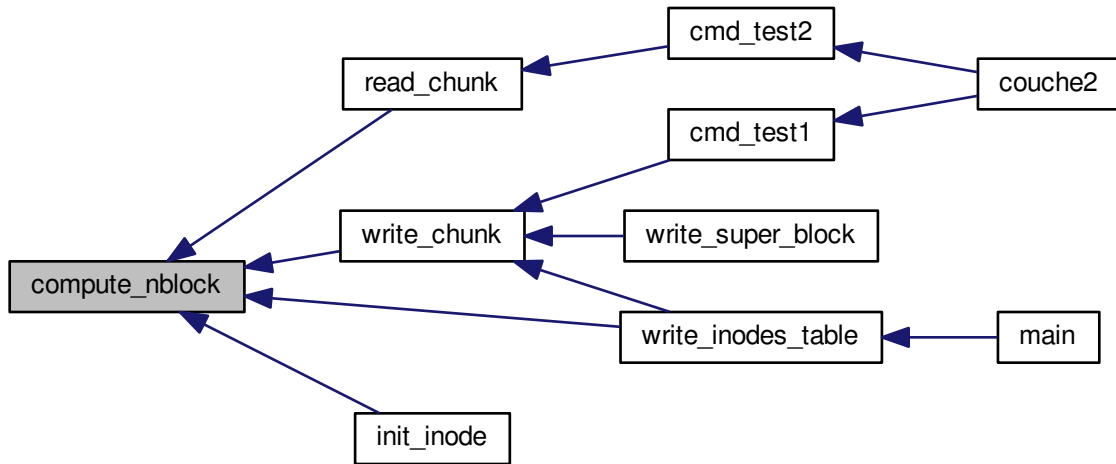 cmd_test2
read_chunk
couche2
cmd_test1
write_chunk
write_super_block
compute_nblock
write_inodes_table
main
init_inode